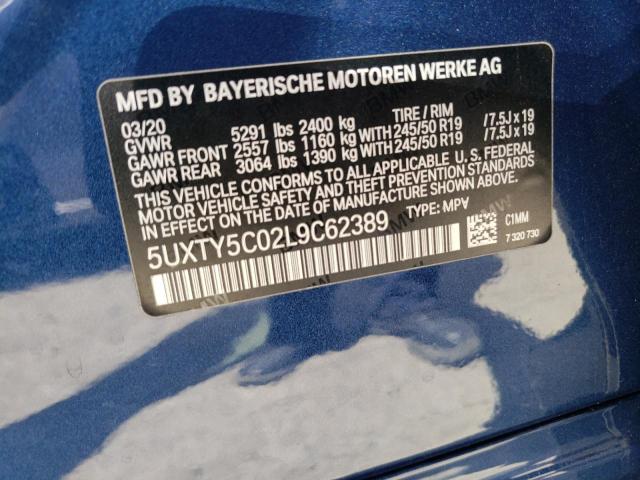 MFD BY BAYERISCHE MOTOREN WERKE AG
03/20 TIRE / RIM
GVWR 5291 lbs 2400 kg
GAWR FRONT 2557 lbs 1160 kg WITH 245/50 R19 /7.5J x 19
GAWR REAR 3064 lbs 1390 kg WITH 245/50 R19 /7.5J x 19
THIS VEHICLE CONFORMS TO ALL APPLICABLE U.S. FEDERAL
MOTOR VEHICLE SAFETY AND THEFT PREVENTION STANDARDS
IN EFFECT ON THE DATE OF MANUFACTURE SHOWN ABOVE.
5UXTY5C02L9C62389 TYPE: MPV
C1MM
7 320 730